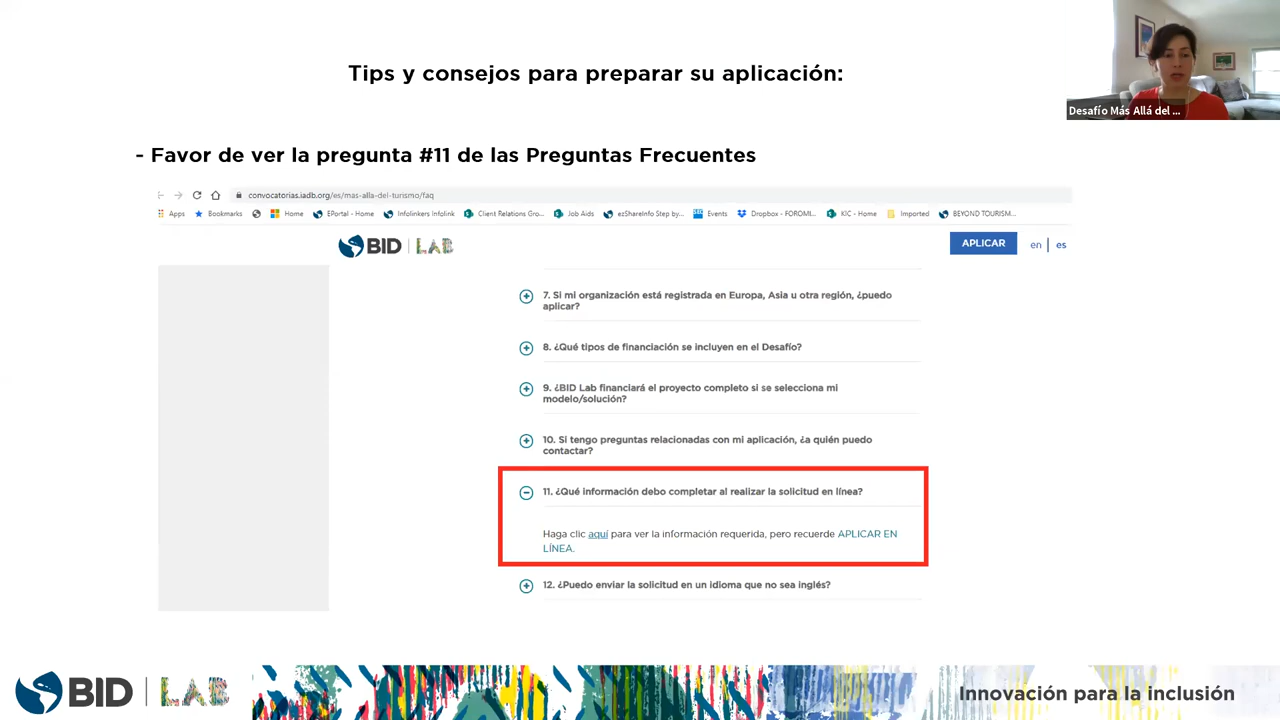 Tips y consejos para preparar su aplicación:
Desafío Más Allá del ...
- Favor de ver la pregunta #11 de las Preguntas Frecuentes
convocatorias.iadb.org/es/mas-alla-del-turismo/faq
Apps Bookmarks Home EPortal - Home Infolinkers Infolink Client Relations Gro... Job Aids ezShareInfo Step by... Events Dropbox - FOROMI... KIC - Home Imported BEYOND TOURISM...
BID LAB APLICAR en es
7. Si mi organización está registrada en Europa, Asia u otra región, ¿puedo
aplicar?
8. ¿Qué tipos de financiación se incluyen en el Desafío?
9. ¿BID Lab financiará el proyecto completo si se selecciona mi
modelo/solución?
10. Si tengo preguntas relacionadas con mi aplicación, ¿a quién puedo
contactar?
11. ¿Qué información debo completar al realizar la solicitud en línea?
Haga clic aquí para ver la información requerida, pero recuerde APLICAR EN
LÍNEA.
12. ¿Puedo enviar la solicitud en un idioma que no sea inglés?
BID LAB
Innovación para la inclusión